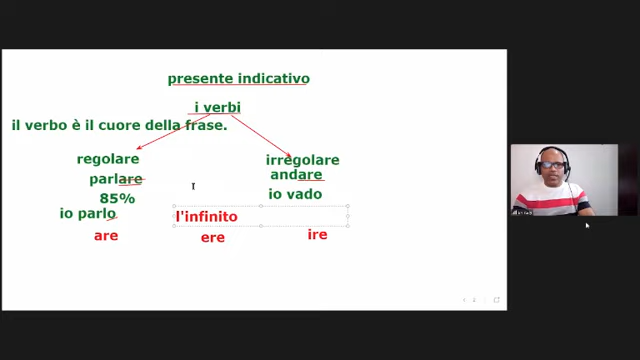 presente indicativo
i verbi
il verbo è il cuore della frase.
regolare
irregolare
parlare
andare
85%
io vado
io parlo
l'infinito
are
ere
ire